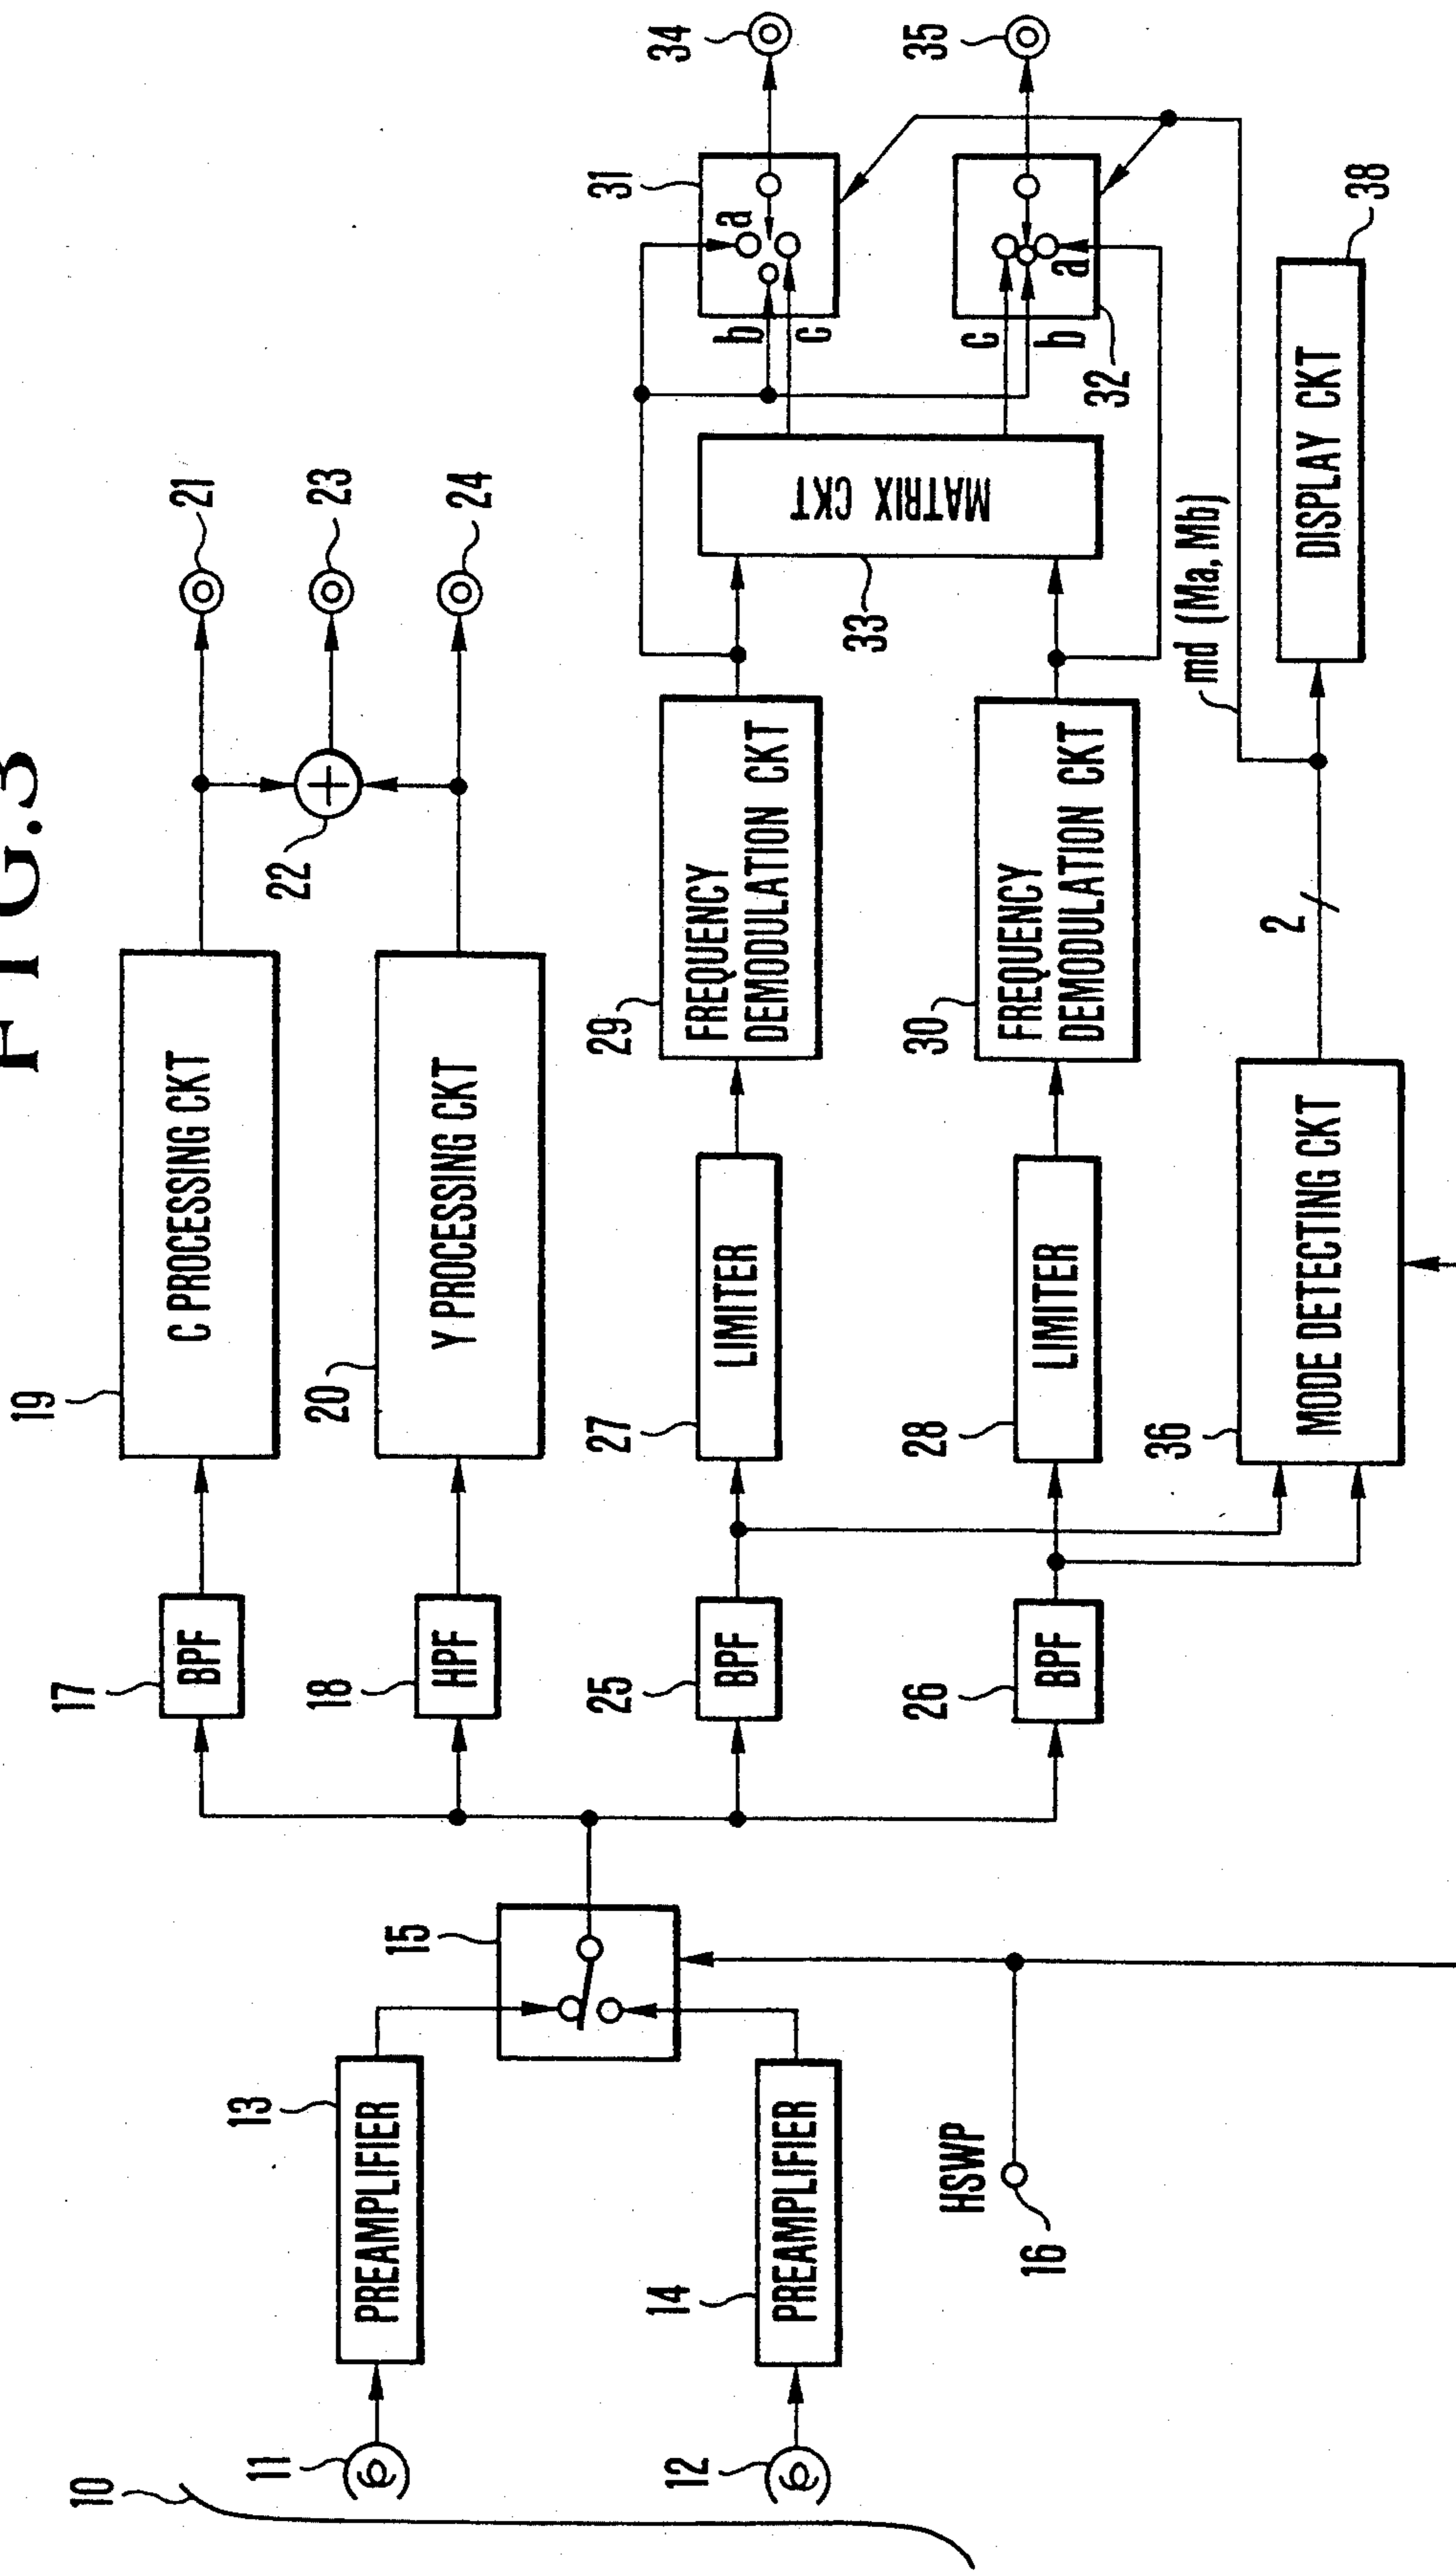 FIG.3
10
11
PREAMPLIFIER
13
12
PREAMPLIFIER
14
15
HSWP
16
17
BPF
18
HPF
25
BPF
26
BPF
19
C PROCESSING CKT
20
Y PROCESSING CKT
27
LIMITER
28
LIMITER
36
MODE DETECTING CKT
22
29
FREQUENCY
DEMODULATION CKT
30
FREQUENCY
DEMODULATION CKT
2
21
23
24
33
MATRIX CKT
md (Ma, Mb)
DISPLAY CKT
38
31
a
b
c
32
c
b
a
34
35